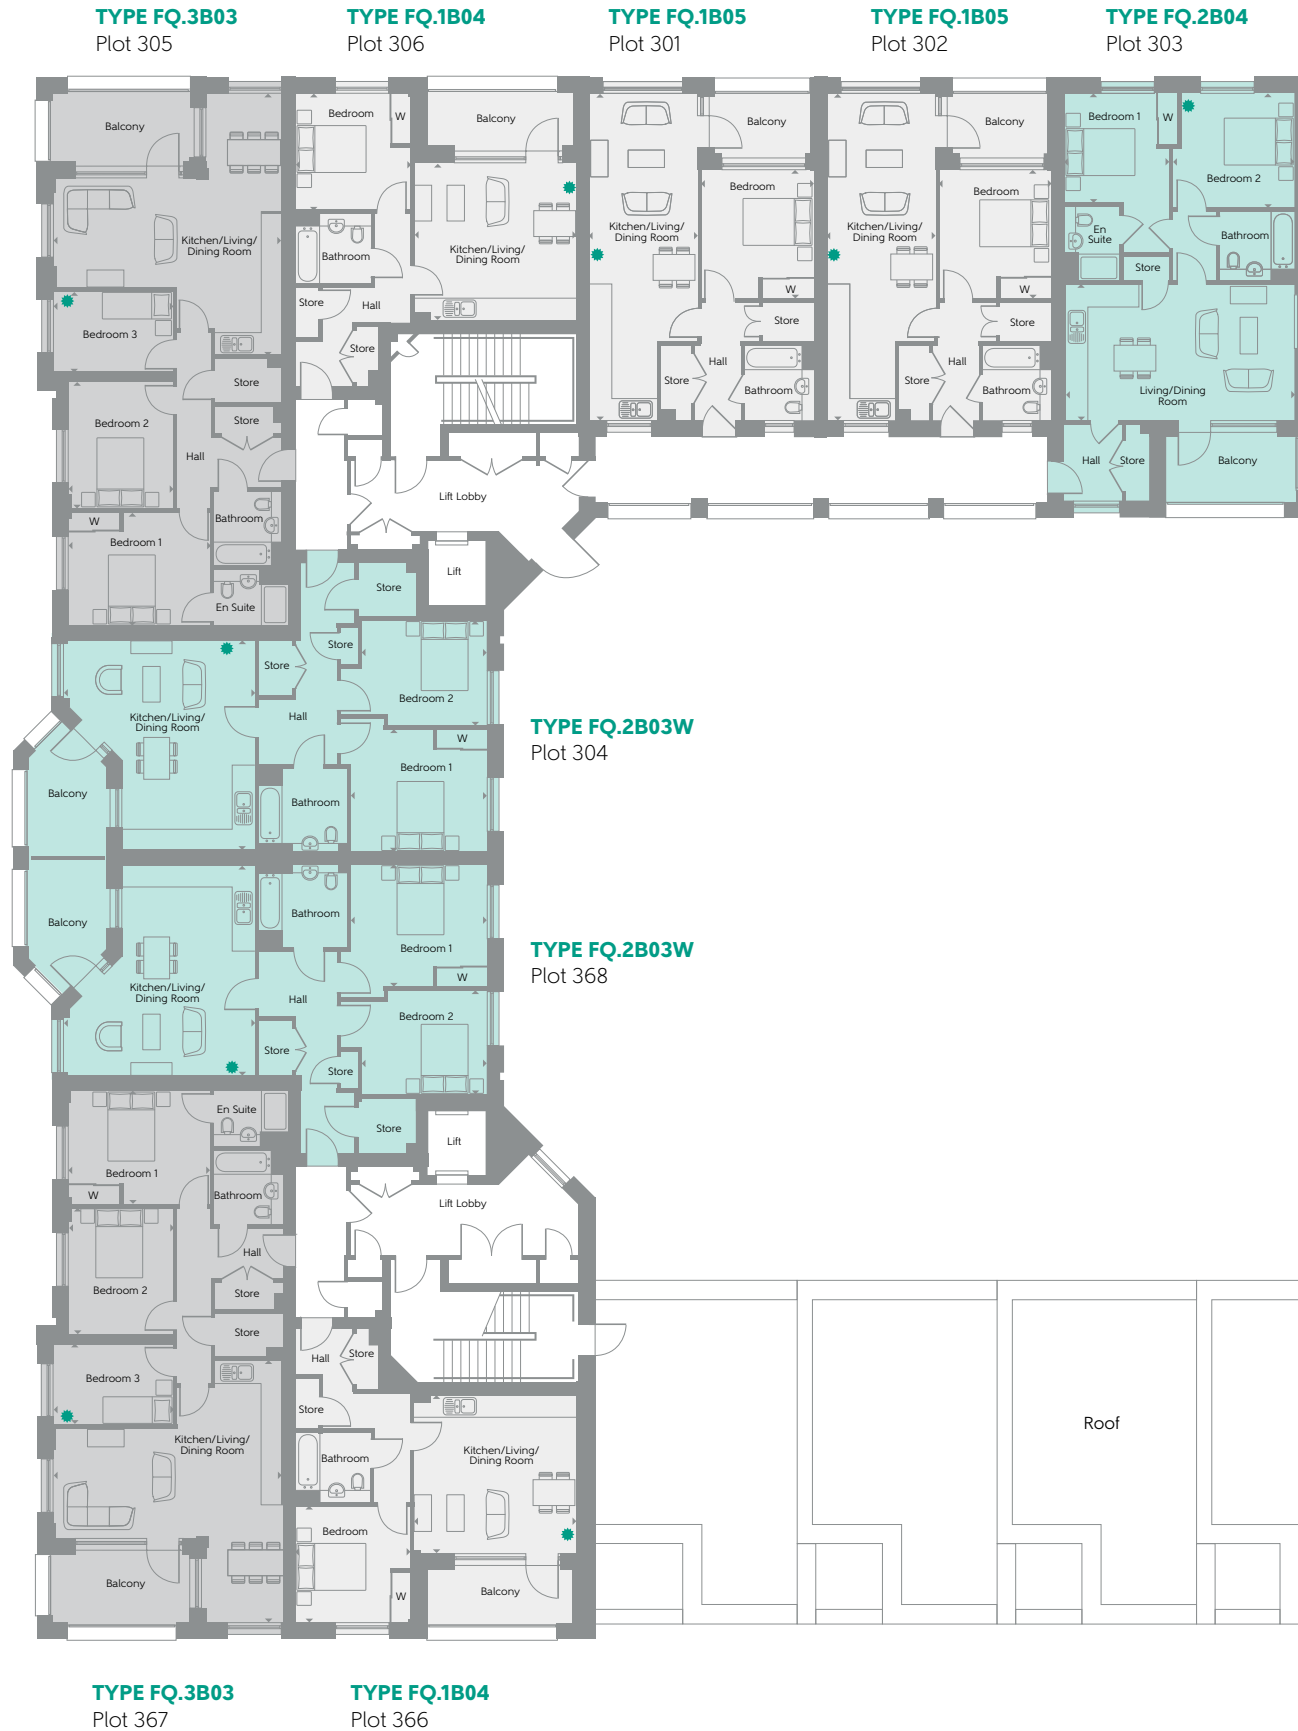 TYPE FQ.3B03
Plot 305
TYPE FQ.1B04
Plot 306
TYPE FQ.1B05
Plot 301
TYPE FQ.1B05
Plot 302
TYPE FQ.2B04
Plot 303
Balcony
Kitchen/Living/
Dining Room
Bedroom 3
Store
Bedroom 2
Store
Hall
Bathroom
W
Bedroom 1
En Suite
Bedroom
W
Balcony
Kitchen/Living/
Dining Room
Bathroom
Store
Hall
Store
Balcony
Bedroom
Kitchen/Living/
Dining Room
W
Store
Hall
Store
Bathroom
Balcony
Bedroom
Kitchen/Living/
Dining Room
W
Store
Hall
Store
Bathroom
Bedroom 1
W
Bedroom 2
En
Suite
Bathroom
Store
Living/Dining
Room
Hall
Store
Balcony
Lift Lobby
Lift
Store
Store
Store
Bedroom 2
Kitchen/Living/
Dining Room
Hall
W
Bedroom 1
Balcony
Bathroom
TYPE FQ.2B03W
Plot 304
Bathroom
Balcony
Bedroom 1
W
Kitchen/Living/
Dining Room
Hall
Bedroom 2
Store
Store
Store
TYPE FQ.2B03W
Plot 368
Lift
Lift Lobby
En Suite
Bedroom 1
W
Bathroom
Hall
Bedroom 2
Store
Store
Bedroom 3
Kitchen/Living/
Dining Room
Balcony
Hall
Store
Store
Bathroom
Kitchen/Living/
Dining Room
Bedroom
W
Balcony
Roof
TYPE FQ.3B03
Plot 367
TYPE FQ.1B04
Plot 366